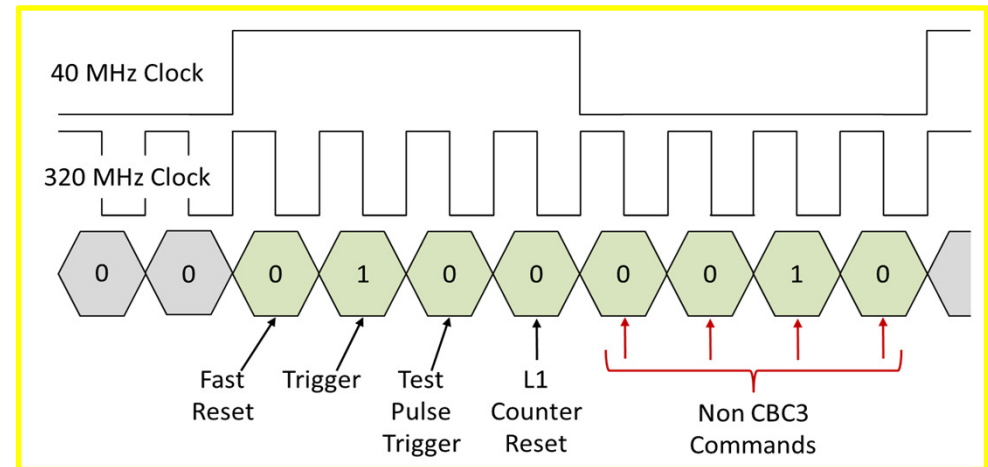 40 MHz Clock
320 MHz Clock
0 0 0 1 0 0 0 0 1 0
Fast
Reset
Trigger
Test
Pulse
Trigger
L1
Counter
Reset
Non CBC3
Commands